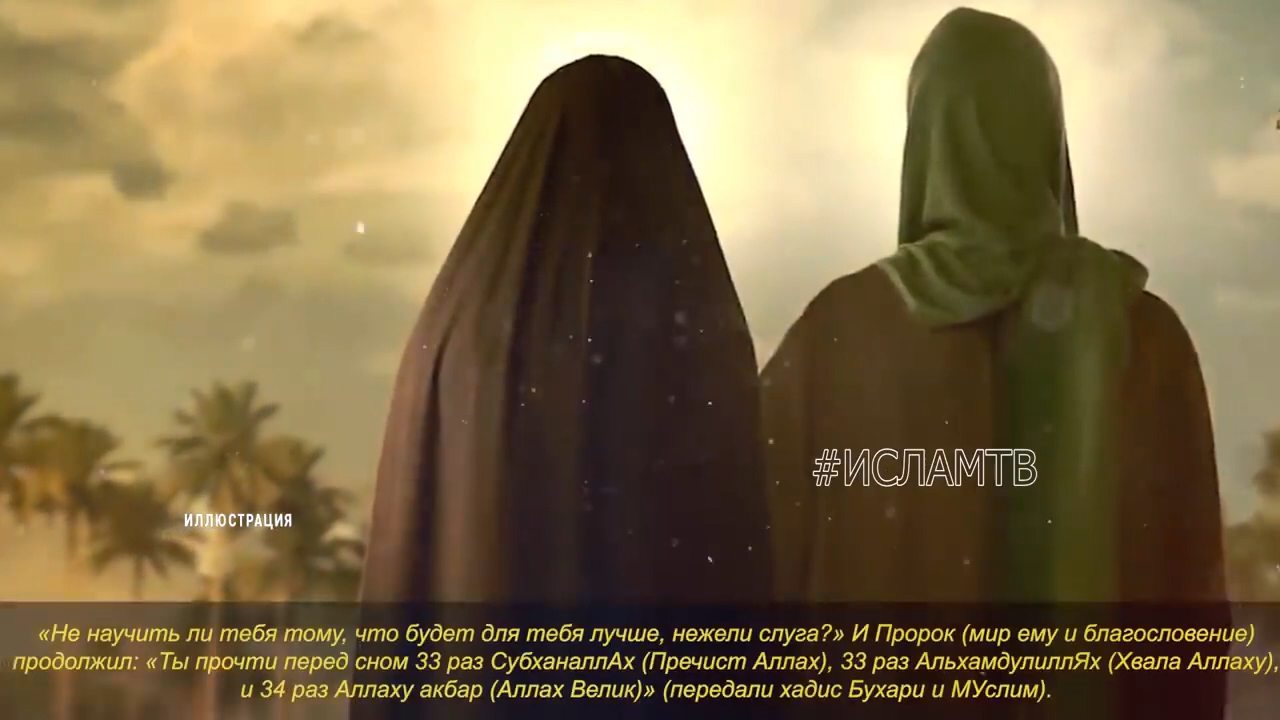 #ИСЛАМТВ
ИЛЛЮСТРАЦИЯ
«Не научить ли тебя тому, что будет для тебя лучше, нежели слуга?» И Пророк (мир ему и благословение)
продолжил: «Ты прочти перед сном 33 раз СубханаллАх (Пречист Аллах), 33 раз АльхамдулиллЯх (Хвала Аллаху),
и 34 раз Аллаху акбар (Аллах Велик)» (передали хадис Бухари и МУслим).